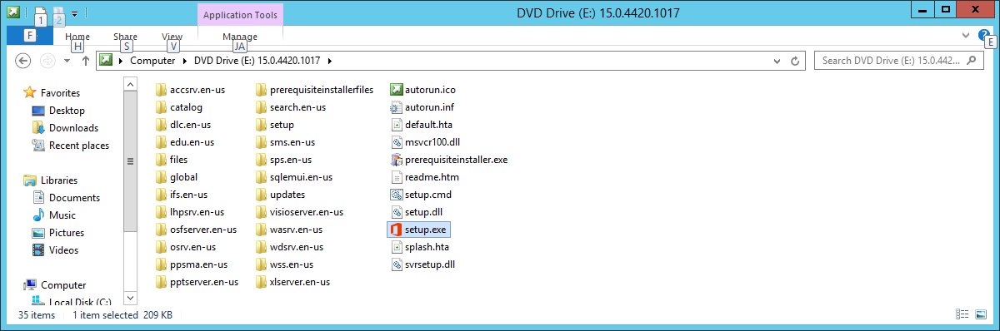 1 2 Application Tools DVD Drive (E:) 15.0.4420.1017
F Home Share View Manage
H S V JA E
Computer DVD Drive (E:) 15.0.4420.1017 Search DVD Drive (E:) 15.0.442...
Favorites
Desktop
Downloads
Recent places
Libraries
Documents
Music
Pictures
Videos
Computer
Local Disk (C:)
accsrv.en-us
catalog
dlc.en-us
edu.en-us
files
global
ifs.en-us
lhpsrv.en-us
osfserver.en-us
osrv.en-us
ppsma.en-us
pptserver.en-us
prerequisiteinstallerfiles
search.en-us
setup
sms.en-us
sps.en-us
sqlemui.en-us
updates
visioserver.en-us
wasrv.en-us
wdsrv.en-us
wss.en-us
xlserver.en-us
autorun.ico
autorun.inf
default.hta
msvcr100.dll
prerequisiteinstaller.exe
readme.htm
setup.cmd
setup.dll
setup.exe
splash.hta
svrsetup.dll
35 items 1 item selected 209 KB